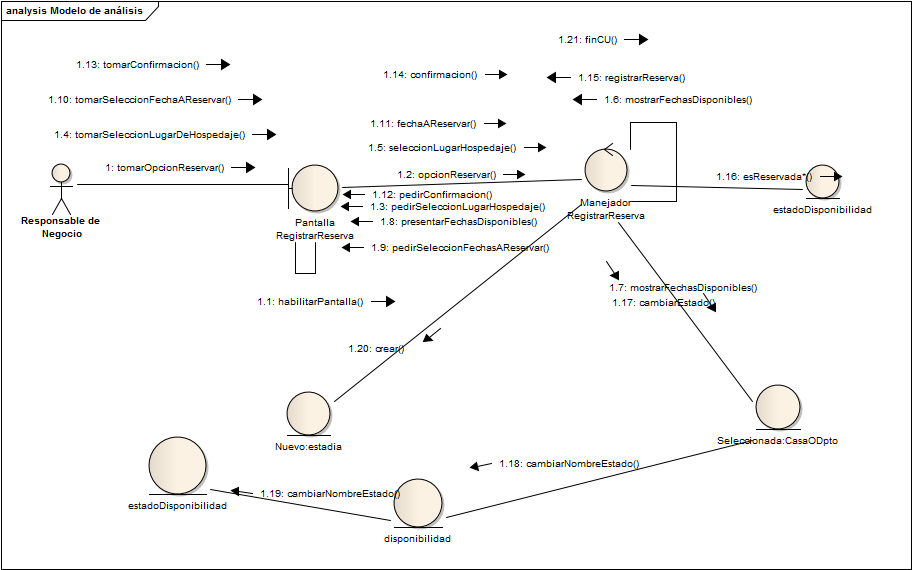 analysis Modelo de análisis
1.21: finCU()
1.13: tomarConfirmacion()
1.14: confirmacion()
1.15: registrarReserva()
1.10: tomarSeleccionFechaAReservar()
1.6: mostrarFechasDisponibles()
1.11: fechaAReservar()
1.4: tomarSeleccionLugarDeHospedaje()
1.5: seleccionLugarHospedaje()
1: tomarOpcionReservar()
1.2: opcionReservar()
1.16: esReservada*()
1.12: pedirConfirmacion()
1.3: pedirSeleccionLugarHospedaje()
1.8: presentarFechasDisponibles()
1.9: pedirSeleccionFechasAReservar()
Responsable de
Negocio
Pantalla
RegistrarReserva
Manejador
RegistrarReserva
estadoDisponibilidad
1.7: mostrarFechasDisponibles()
1.17: cambiarEstado()
1.1: habilitarPantalla()
1.20: crear()
Nuevo:estadia
Seleccionada:CasaODpto
1.18: cambiarNombreEstado()
1.19: cambiarNombreEstado()
estadoDisponibilidad
disponibilidad